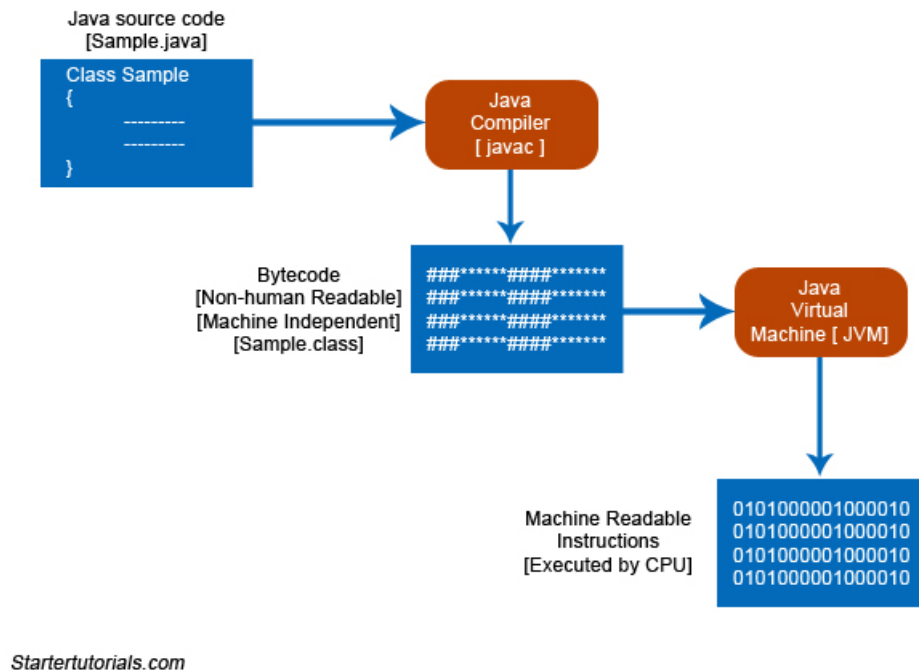 Java source code
[Sample.java]
Class Sample
{
---------
---------
}
Java
Compiler
[ javac ]
Bytecode
[Non-human Readable]
[Machine Independent]
[Sample.class]
###******####*******
###******####*******
###******####*******
###******####*******
Java
Virtual
Machine [ JVM]
Machine Readable
Instructions
[Executed by CPU]
0101000001000010
0101000001000010
0101000001000010
0101000001000010
Startertutorials.com